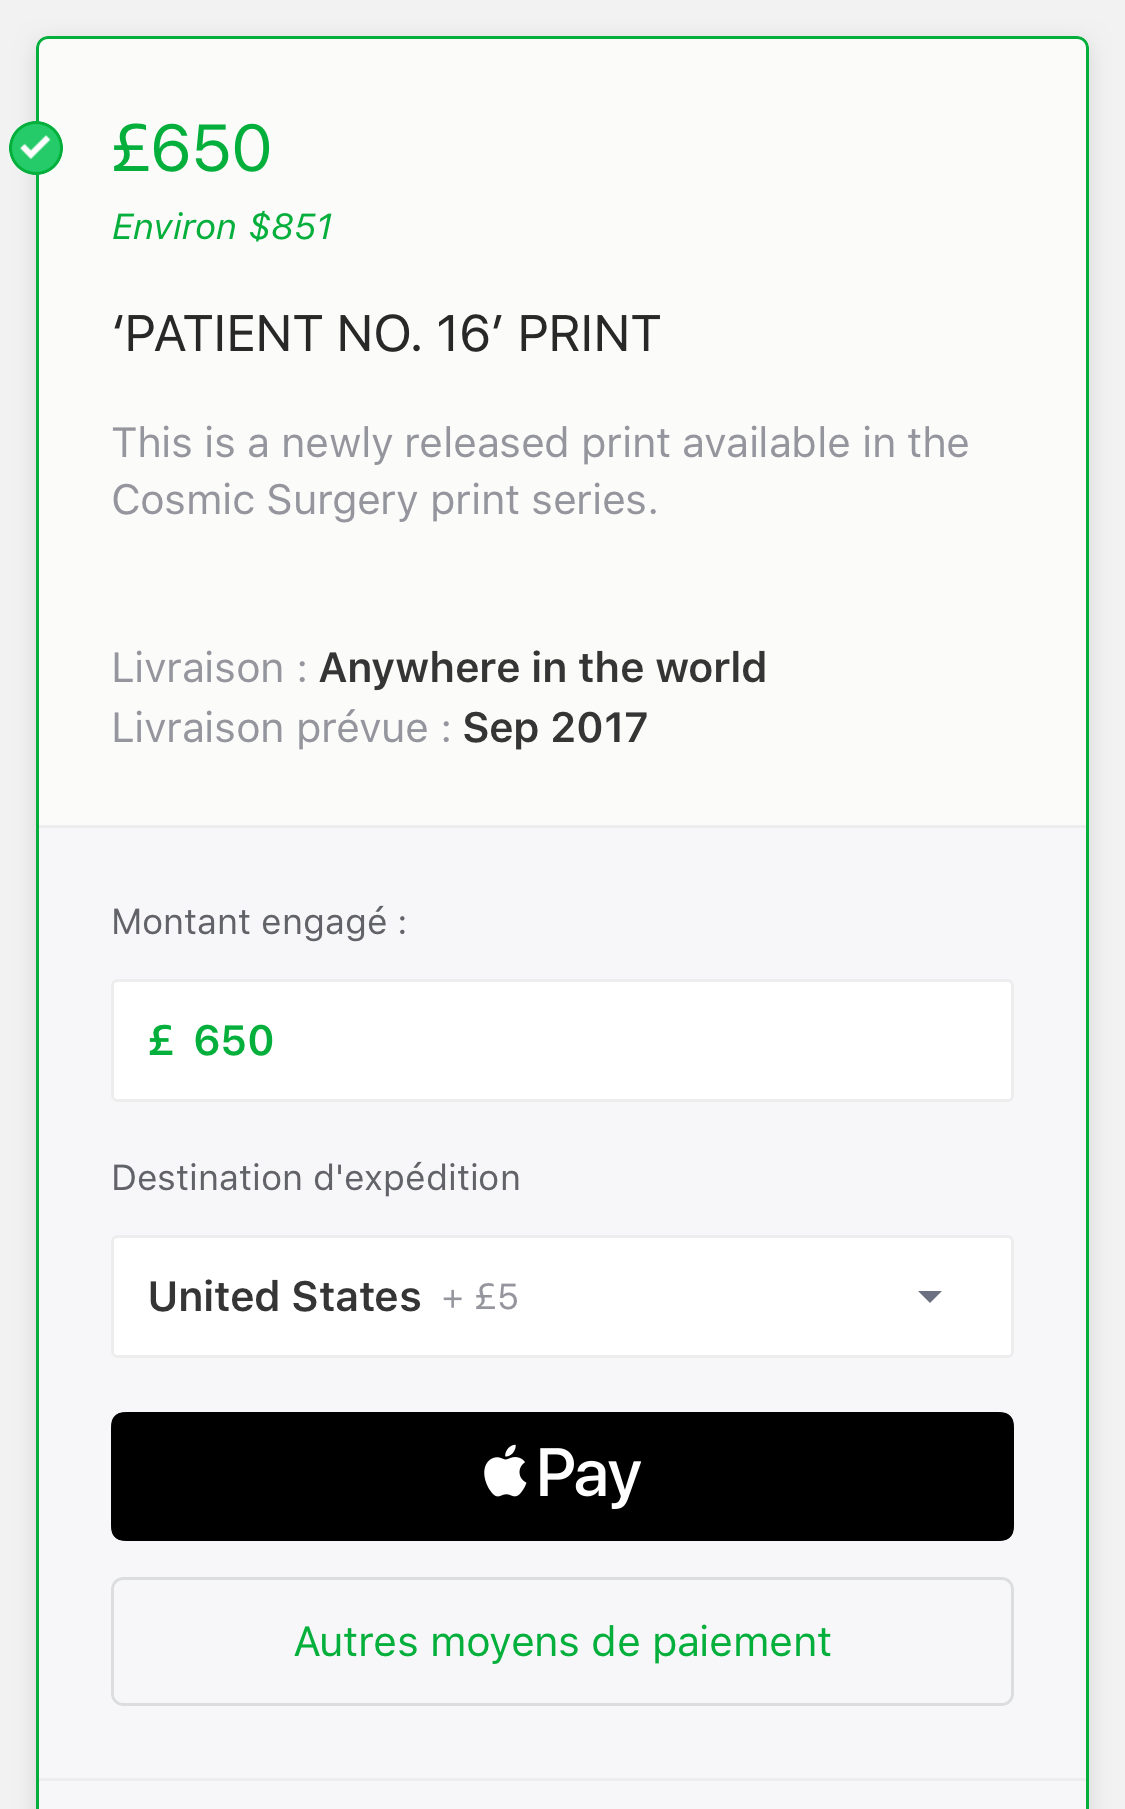 £650
Environ $851
‘PATIENT NO. 16’ PRINT
This is a newly released print available in the
Cosmic Surgery print series.
Livraison : Anywhere in the world
Livraison prévue : Sep 2017
Montant engagé :
£ 650
Destination d'expédition
United States + £5
Pay
Autres moyens de paiement